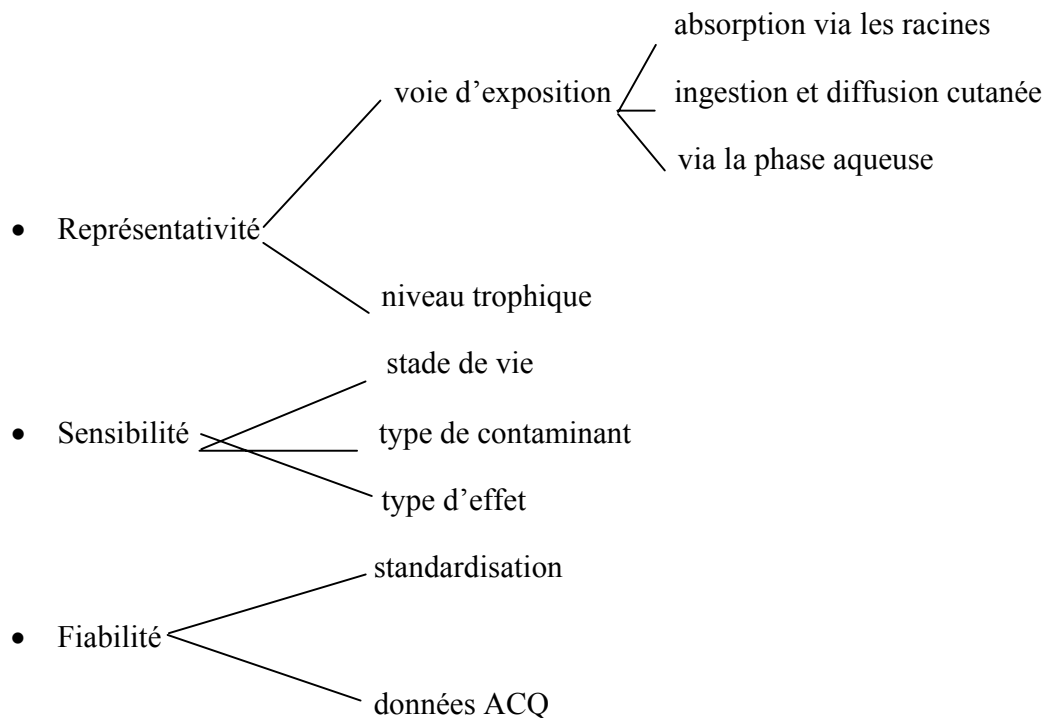 absorption via les racines
voie d’exposition ingestion et diffusion cutanée
via la phase aqueuse
• Représentativité
niveau trophique
stade de vie
• Sensibilité type de contaminant
type d’effet
standardisation
• Fiabilité
données ACQ